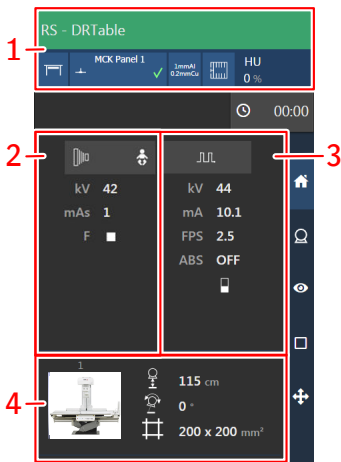 RS - DRTable
1
MCK Panel 1
1mmAl
0.2mmCu
HU
0 %
00:00
2
3
kV 42
mAs 1
F
kV 44
mA 10.1
FPS 2.5
ABS OFF
4
1
115 cm
0 °
200 x 200 mm²